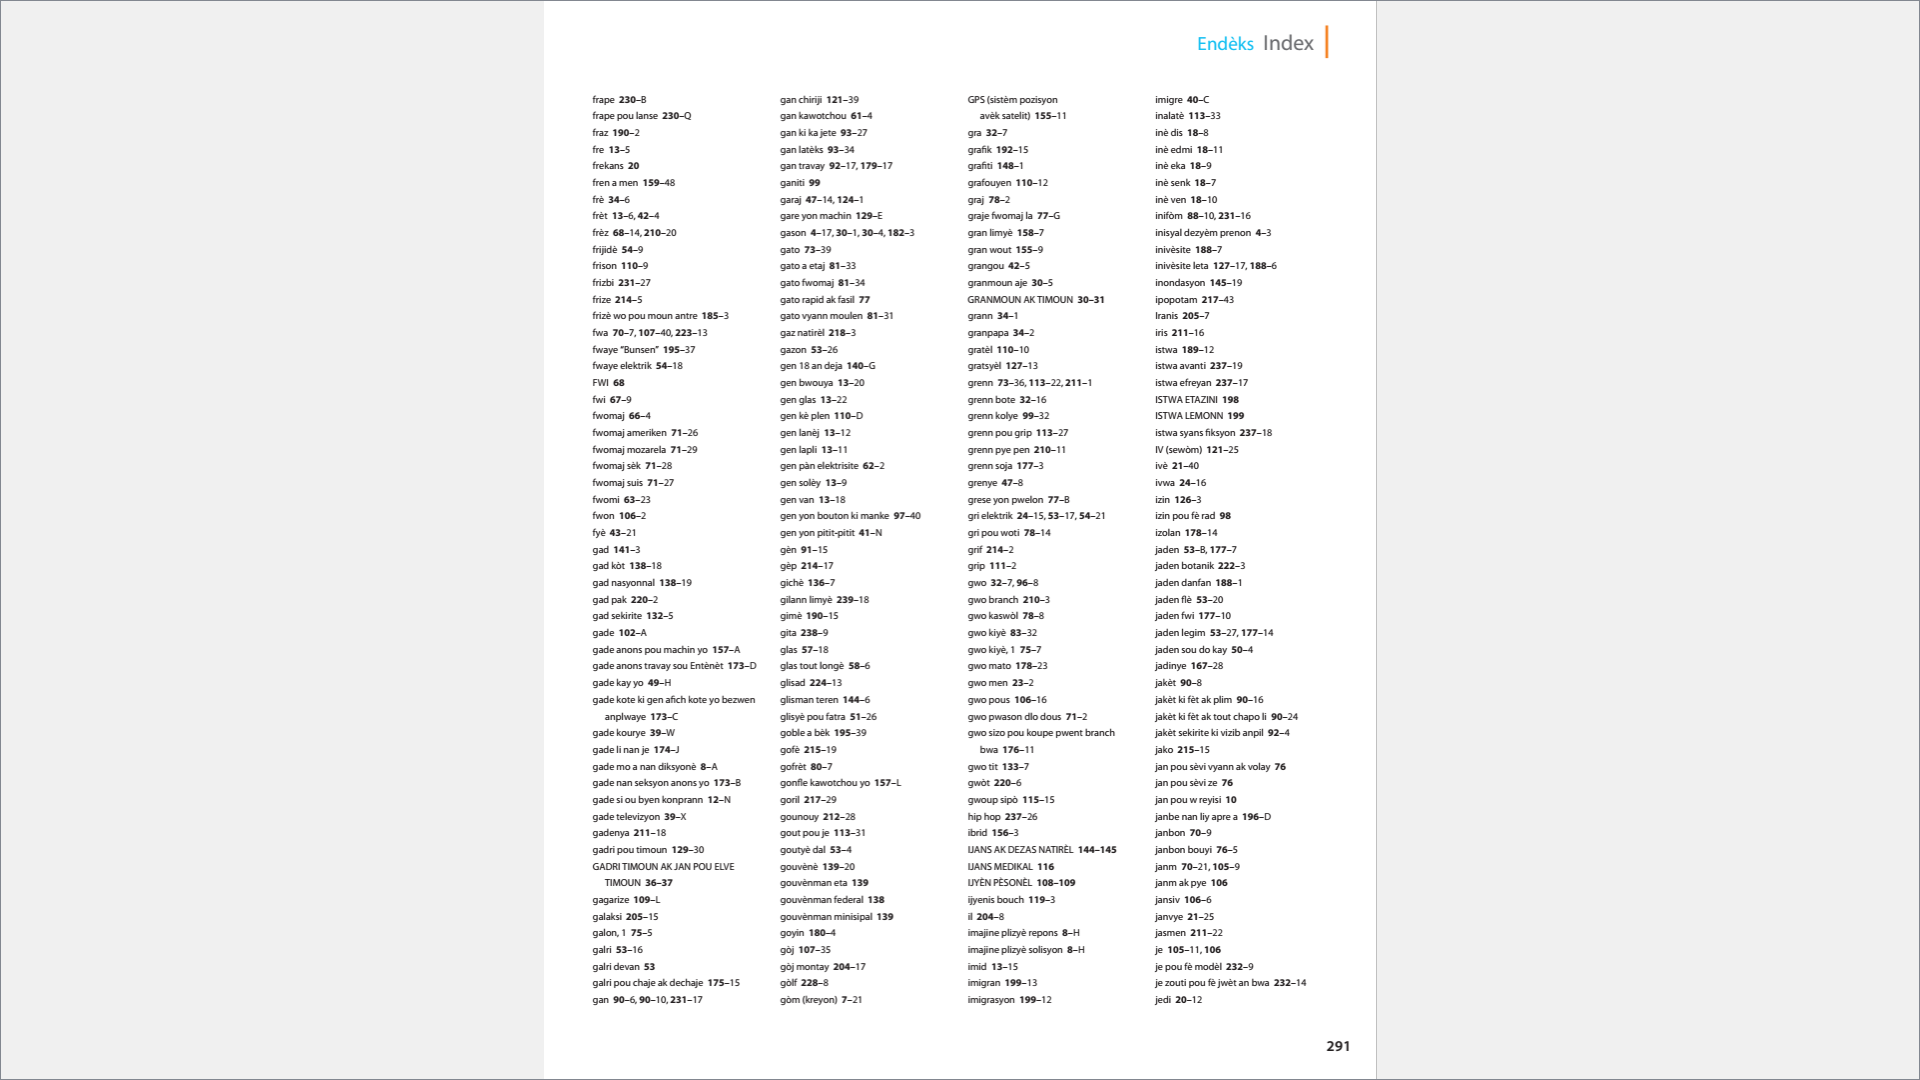 Endèks Index
frape 230–B
frape pou lanse 230–Q
fraz 190–2
fre 13–5
frekans 20
fren a men 159–48
frè 34–6
frèt 13–6, 42–4
frèz 68–14, 210–20
frijidè 54–9
frison 110–9
frizbi 231–27
frize 214–5
frizè wo pou moun antre 185–3
fwa 70–7, 107–40, 223–13
fwaye “Bunsen” 195–37
fwaye elektrik 54–18
FWI 68
fwi 67–9
fwomaj 66–4
fwomaj ameriken 71–26
fwomaj mozarela 71–29
fwomaj sèk 71–28
fwomaj suis 71–27
fwomi 63–23
fwon 106–2
fyè 43–21
gad 141–3
gad kòt 138–18
gad nasyonnal 138–19
gad pak 220–2
gad sekirite 132–5
gade 102–A
gade anons pou machin yo 157–A
gade anons travay sou Entènèt 173–D
gade kay yo 49–H
gade kote ki gen afich kote yo bezwen
anplwaye 173–C
gade kourye 39–W
gade li nan je 174–J
gade mo a nan diksyonè 8–A
gade nan seksyon anons yo 173–B
gade si ou byen konprann 12–N
gade televizyon 39–X
gadenya 211–18
gadri pou timoun 129–30
GADRI TIMOUN AK JAN POU ELVE
TIMOUN 36–37
gagarize 109–L
galaksi 205–15
galon, 1 75–5
galri 53–16
galri devan 53
galri pou chaje ak dechaje 175–15
gan 90–6, 90–10, 231–17
gan chiriji 121–39
gan kawotchou 61–4
gan ki ka jete 93–27
gan latèks 93–34
gan travay 92–17, 179–17
ganiti 99
garaj 47–14, 124–1
gare yon machin 129–E
gason 4–17, 30–1, 30–4, 182–3
gato 73–39
gato a etaj 81–33
gato fwomaj 81–34
gato rapid ak fasil 77
gato vyann moulen 81–31
gaz natirèl 218–3
gazon 53–26
gen 18 an deja 140–G
gen bwouya 13–20
gen glas 13–22
gen kè plen 110–D
gen lanèj 13–12
gen lapli 13–11
gen pàn elektrisite 62–2
gen solèy 13–9
gen van 13–18
gen yon bouton ki manke 97–40
gen yon pitit-pitit 41–N
gèn 91–15
gèp 214–17
gichè 136–7
gilann limyè 239–18
gimè 190–15
gita 238–9
glas 57–18
glas tout longè 58–6
glisad 224–13
glisman teren 144–6
glisyè pou fatra 51–26
goble a bèk 195–39
gofè 215–19
gofrèt 80–7
gonfle kawotchou yo 157–L
goril 217–29
gounouy 212–28
gout pou je 113–31
goutyè dal 53–4
gouvènè 139–20
gouvènman eta 139
gouvènman federal 138
gouvènman minisipal 139
goyin 180–4
gòj 107–35
gòj montay 204–17
gòlf 228–8
gòm (kreyon) 7–21
GPS (sistèm pozisyon
avèk satelit) 155–11
gra 32–7
grafik 192–15
grafiti 148–1
grafouyen 110–12
graj 78–2
graje fwomaj la 77–G
gran limyè 158–7
gran wout 155–9
grangou 42–5
granmoun aje 30–5
GRANMOUN AK TIMOUN 30–31
grann 34–1
granpapa 34–2
gratèl 110–10
gratsyèl 127–13
grenn 73–36, 113–22, 211–1
grenn bote 32–16
grenn kolye 99–32
grenn pou grip 113–27
grenn pye pen 210–11
grenn soja 177–3
grenye 47–8
grese yon pwelon 77–B
gri elektrik 24–15, 53–17, 54–21
gri pou woti 78–14
grif 214–2
grip 111–2
gwo 32–7, 96–8
gwo branch 210–3
gwo kaswòl 78–8
gwo kiyè 83–32
gwo kiyè, 1 75–7
gwo mato 178–23
gwo men 23–2
gwo pous 106–16
gwo pwason dlo dous 71–2
gwo sizo pou koupe pwent branch
bwa 176–11
gwo tit 133–7
gwòt 220–6
gwoup sipò 115–15
hip hop 237–26
ibrid 156–3
IJANS AK DEZAS NATIRÈL 144–145
IJANS MEDIKAL 116
IJYÈN PÈSONÈL 108–109
ijyenis bouch 119–3
il 204–8
imajine plizyè repons 8–H
imajine plizyè solisyon 8–H
imid 13–15
imigran 199–13
imigrasyon 199–12
imigre 40–C
inalatè 113–33
inè dis 18–8
inè edmi 18–11
inè eka 18–9
inè senk 18–7
inè ven 18–10
inifòm 88–10, 231–16
inisyal dezyèm prenon 4–3
inivèsite 188–7
inivèsite leta 127–17, 188–6
inondasyon 145–19
ipopotam 217–43
Iranis 205–7
iris 211–16
istwa 189–12
istwa avanti 237–19
istwa efreyan 237–17
ISTWA ETAZINI 198
ISTWA LEMONN 199
istwa syans fiksyon 237–18
IV (sewòm) 121–25
ivè 21–40
ivwa 24–16
izin 126–3
izin pou fè rad 98
izolan 178–14
jaden 53–B, 177–7
jaden botanik 222–3
jaden danfan 188–1
jaden flè 53–20
jaden fwi 177–10
jaden legim 53–27, 177–14
jaden sou do kay 50–4
jadinye 167–28
jakèt 90–8
jakèt ki fèt ak plim 90–16
jakèt ki fèt ak tout chapo li 90–24
jakèt sekirite ki vizib anpil 92–4
jako 215–15
jan pou sèvi vyann ak volay 76
jan pou sèvi ze 76
jan pou w reyisi 10
janbe nan liy apre a 196–D
janbon 70–9
janbon bouyi 76–5
janm 70–21, 105–9
janm ak pye 106
jansiv 106–6
janvye 21–25
jasmen 211–22
je 105–11, 106
je pou fè modèl 232–9
je zouti pou fè jwèt an bwa 232–14
jedi 20–12
291